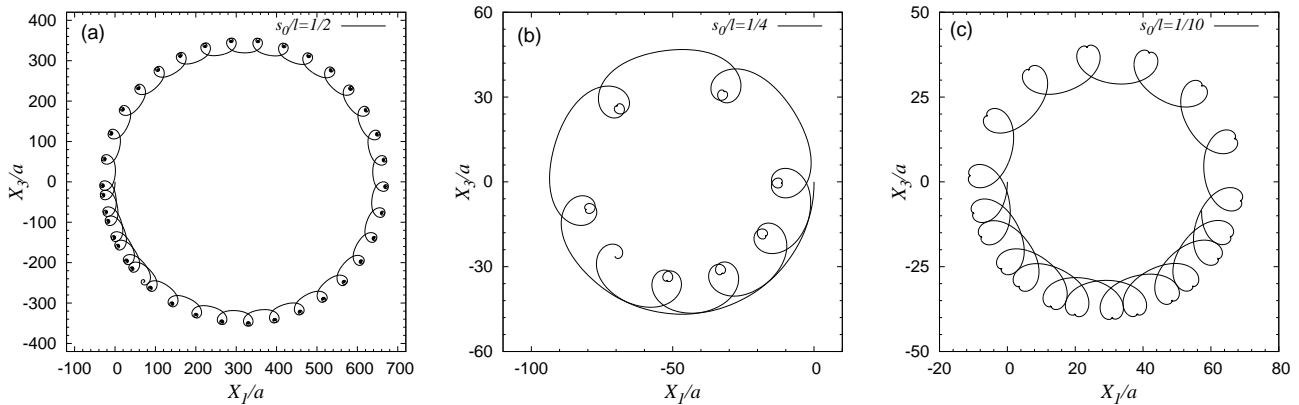 (a)
s₀/l=1/2
400
300
200
100
0
-100
-200
-300
-400
X₃/a
-100 0 100 200 300 400 500 600 700
X₁/a
(b)
s₀/l=1/4
60
30
0
-30
-60
X₃/a
-100 -50 0
X₁/a
(c)
s₀/l=1/10
50
25
0
-25
-50
X₃/a
-20 0 20 40 60 80
X₁/a